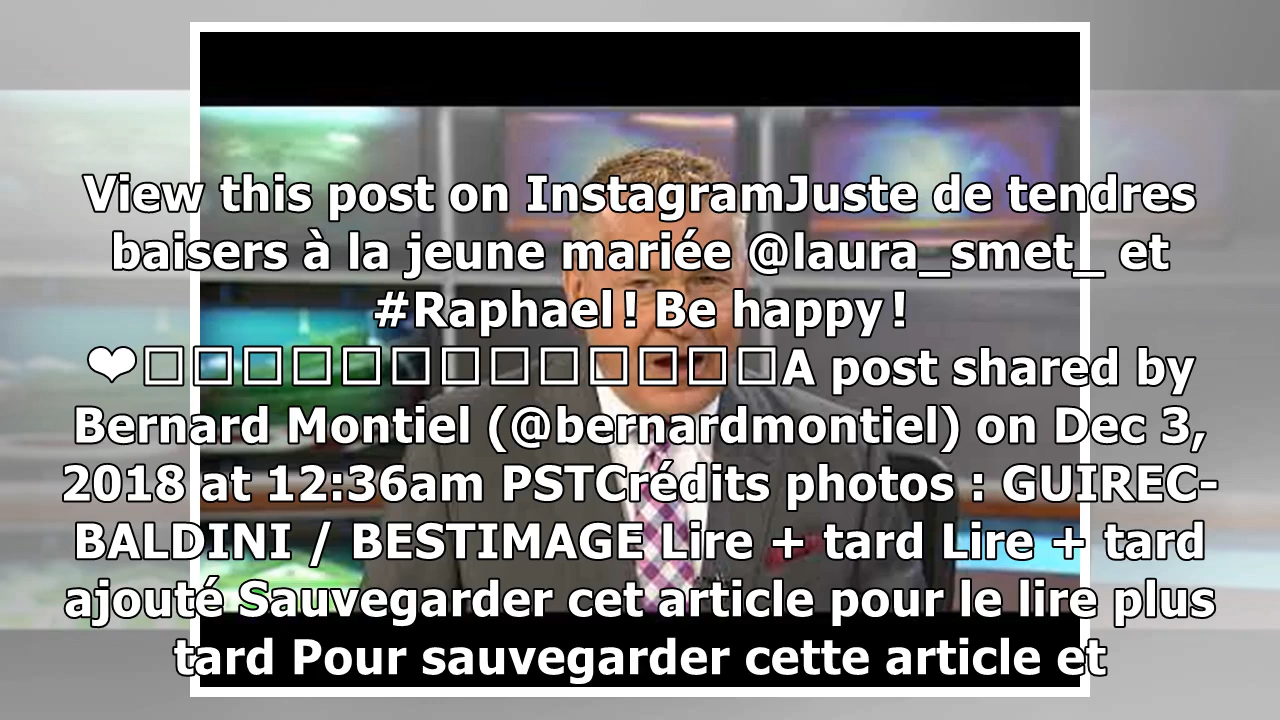 View this post on InstagramJuste de tendres
baisers à la jeune mariée @laura_smet_ et
#Raphael ! Be happy !
❤□□□□□□□□□□□□□A post shared by
Bernard Montiel (@bernardmontiel) on Dec 3,
2018 at 12:36am PSTCrédits photos : GUIREC-
BALDINI / BESTIMAGE Lire + tard Lire + tard
ajouté Sauvegarder cet article pour le lire plus
tard Pour sauvegarder cette article et